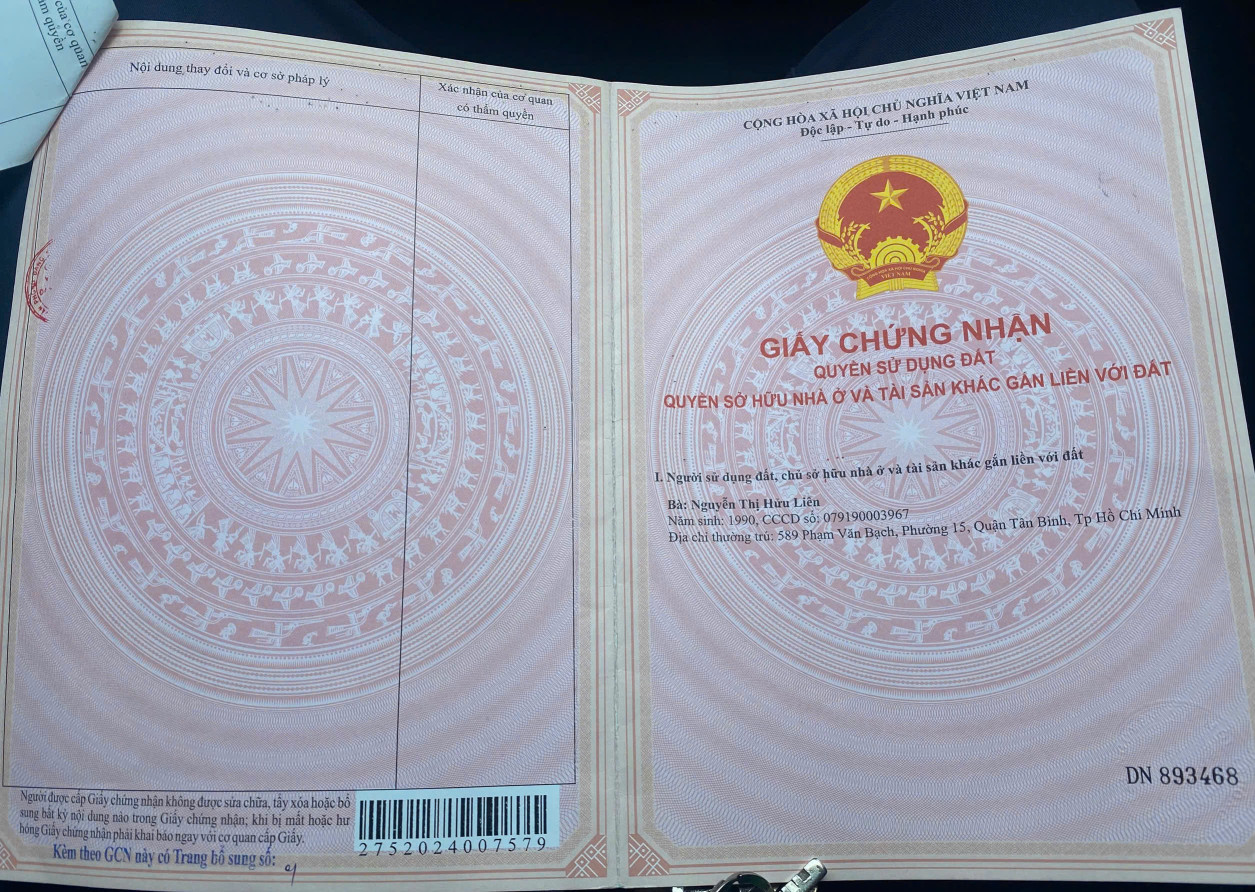 của cơ quan
ẩm quyền
Nội dung thay đổi và cơ sở pháp lý
Xác nhận của cơ quan
có thẩm quyền
Người được cấp Giấy chứng nhận không được sửa chữa, tẩy xóa hoặc bổ
sung bất kỳ nội dung nào trong Giấy chứng nhận; khi bị mất hoặc hư
hỏng Giấy chứng nhận phải khai báo ngay với cơ quan cấp Giấy.
Kèm theo GCN này có Trang bổ sung số: 01
2752024007579
CỘNG HÒA XÃ HỘI CHỦ NGHĨA VIỆT NAM
Độc lập - Tự do - Hạnh phúc
VIỆT NAM
GIẤY CHỨNG NHẬN
QUYỀN SỬ DỤNG ĐẤT
QUYỀN SỞ HỮU NHÀ Ở VÀ TÀI SẢN KHÁC GẮN LIỀN VỚI ĐẤT
I. Người sử dụng đất, chủ sở hữu nhà ở và tài sản khác gắn liền với đất
Bà: Nguyễn Thị Hữu Liên
Năm sinh: 1990, CCCD số: 079190003967
Địa chỉ thường trú: 589 Phạm Văn Bạch, Phường 15, Quận Tân Bình, Tp Hồ Chí Minh
DN 893468